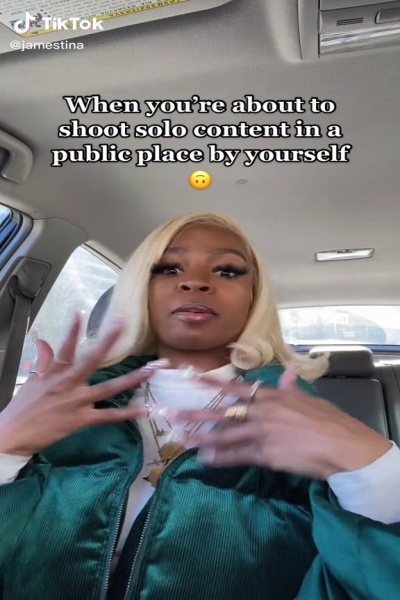 TikTok
@jamestina
When you're about to
shoot solo content in a
public place by yourself
🙃